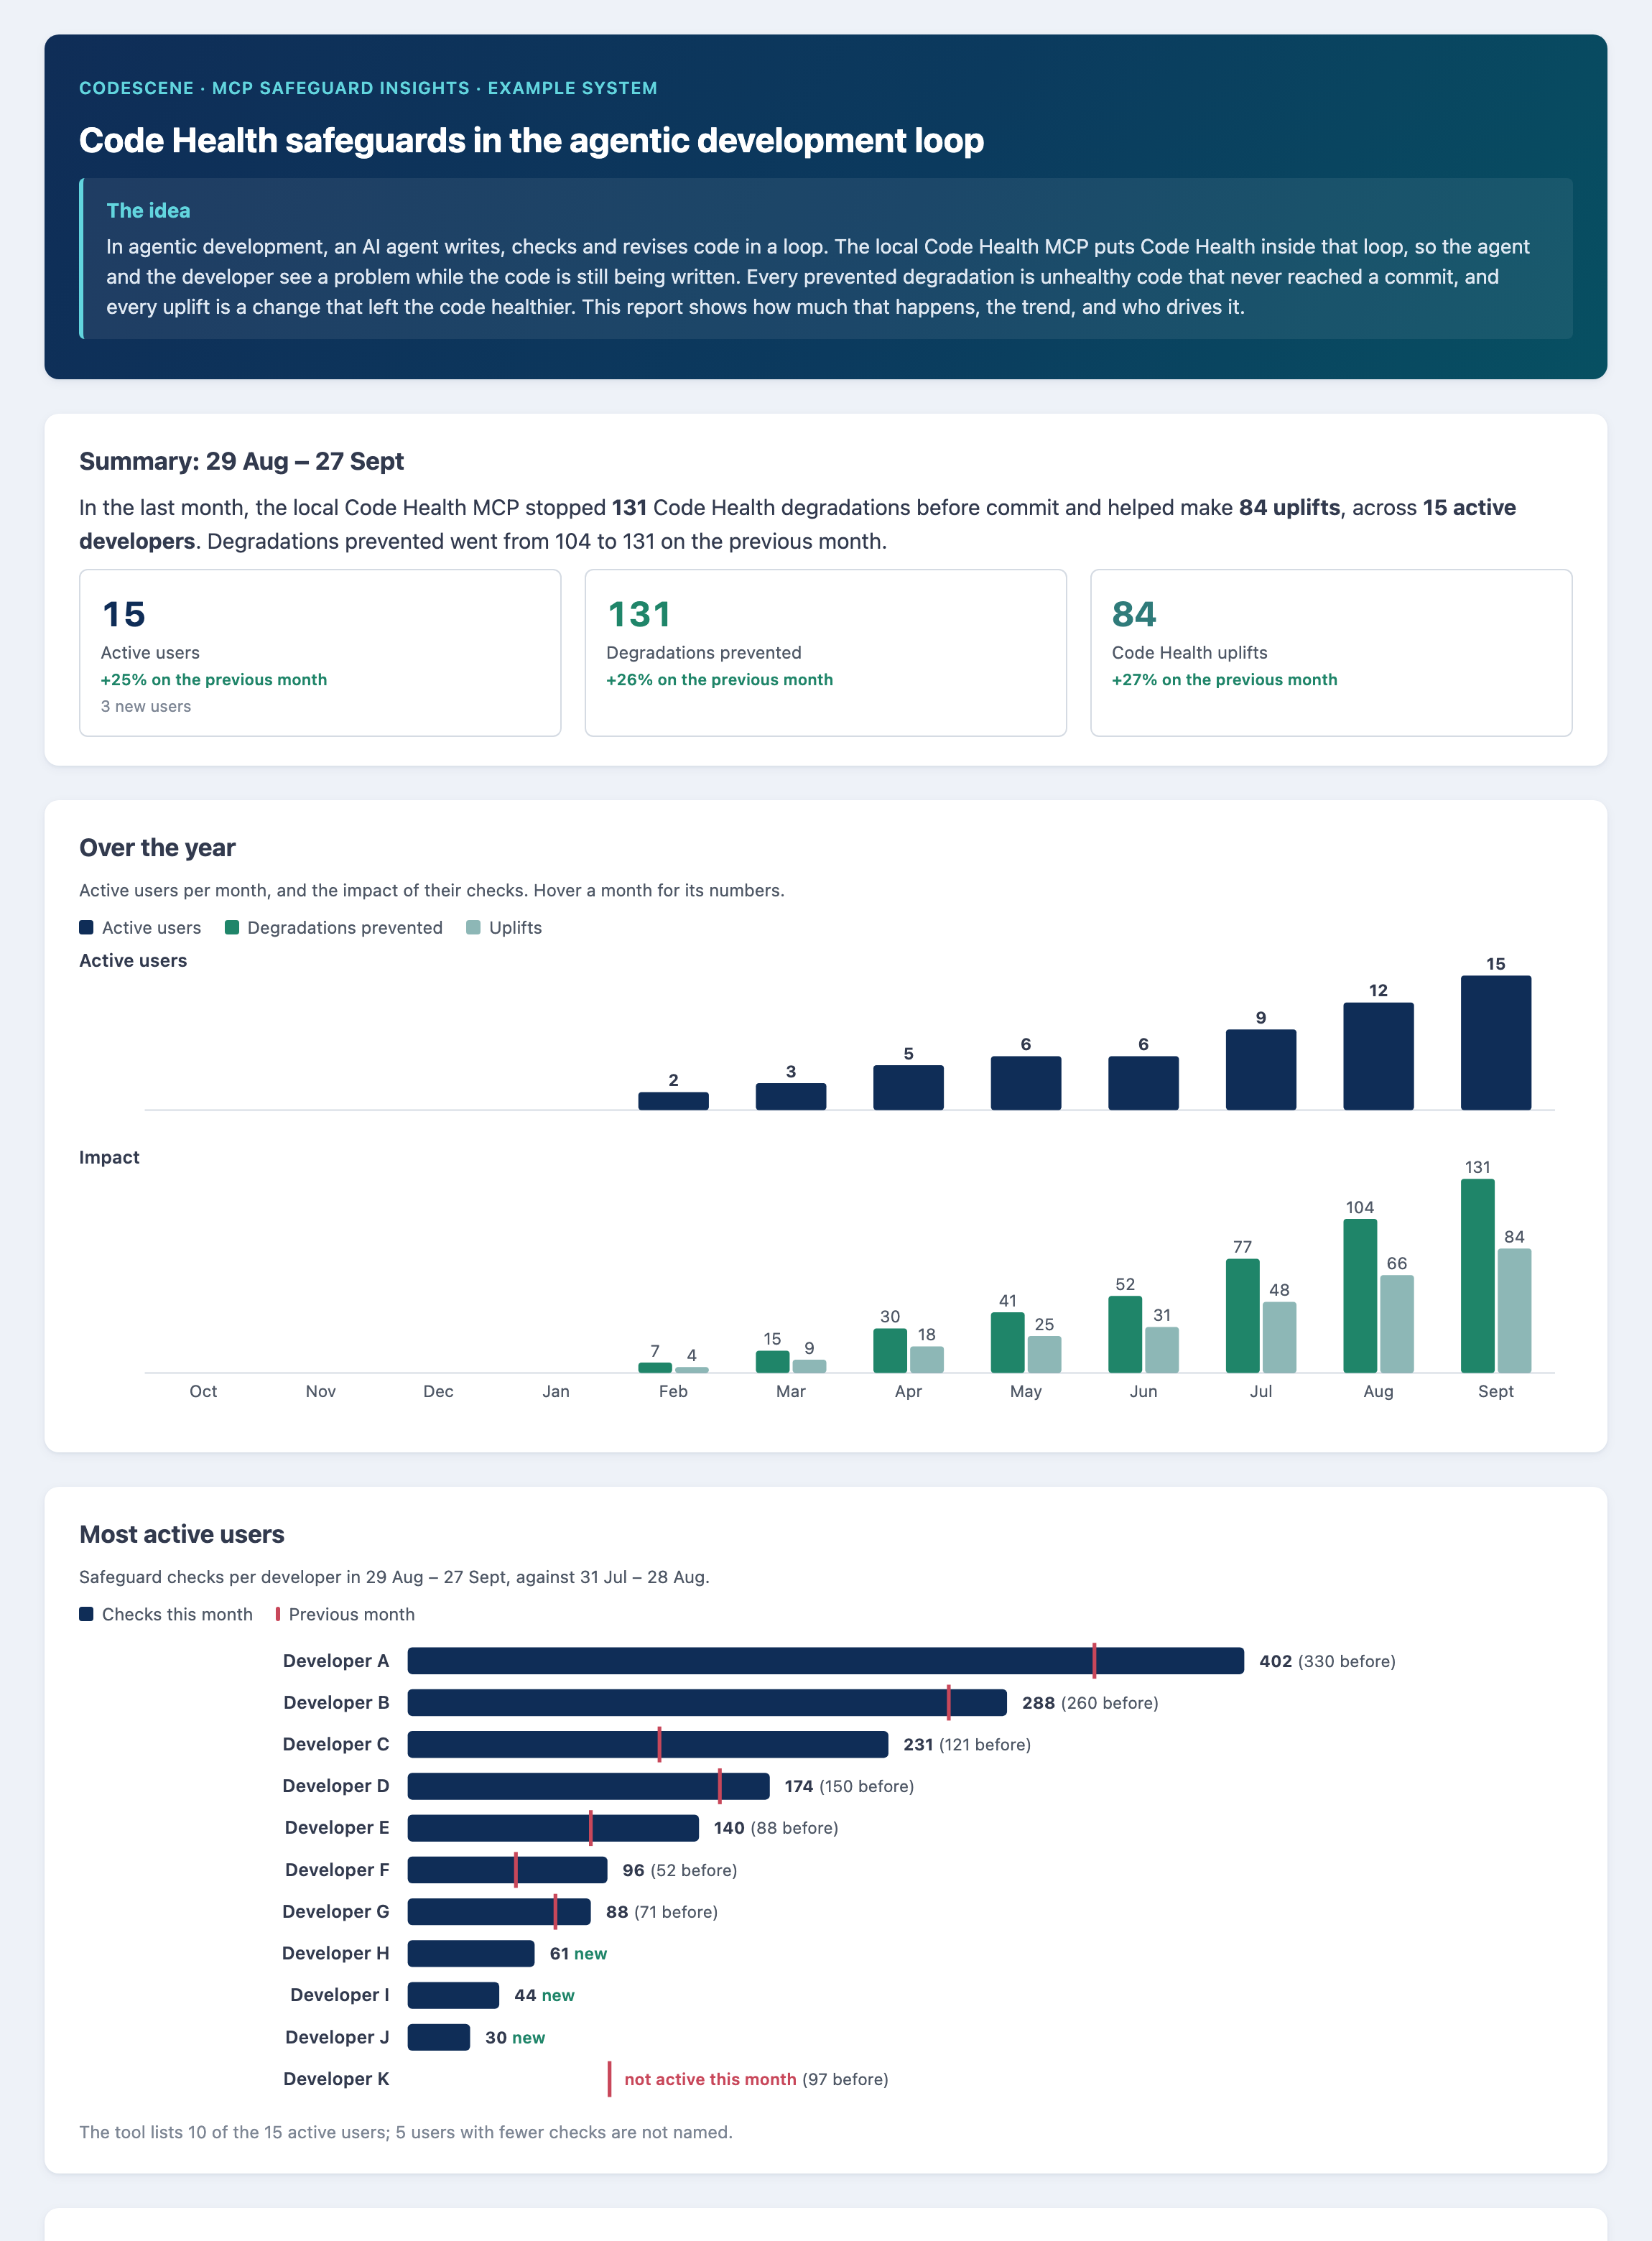 CODESCENE · MCP SAFEGUARD INSIGHTS · EXAMPLE SYSTEM
Code Health safeguards in the agentic development loop
The idea
In agentic development, an AI agent writes, checks and revises code in a loop. The local Code Health MCP puts Code Health inside that loop, so the agent
and the developer see a problem while the code is still being written. Every prevented degradation is unhealthy code that never reached a commit, and
every uplift is a change that left the code healthier. This report shows how much that happens, the trend, and who drives it.
Summary: 29 Aug – 27 Sept
In the last month, the local Code Health MCP stopped 131 Code Health degradations before commit and helped make 84 uplifts, across 15 active
developers. Degradations prevented went from 104 to 131 on the previous month.
15
Active users
+25% on the previous month
3 new users
131
Degradations prevented
+26% on the previous month
84
Code Health uplifts
+27% on the previous month
Over the year
Active users per month, and the impact of their checks. Hover a month for its numbers.
Active users Degradations prevented Uplifts
Active users
2 3 5 6 6 9 12 15
Impact
7 4 15 9 30 18 41 25 52 31 77 48 104 66 131 84
Oct Nov Dec Jan Feb Mar Apr May Jun Jul Aug Sept
Most active users
Safeguard checks per developer in 29 Aug – 27 Sept, against 31 Jul – 28 Aug.
Checks this month Previous month
Developer A 402 (330 before)
Developer B 288 (260 before)
Developer C 231 (121 before)
Developer D 174 (150 before)
Developer E 140 (88 before)
Developer F 96 (52 before)
Developer G 88 (71 before)
Developer H 61 new
Developer I 44 new
Developer J 30 new
Developer K not active this month (97 before)
The tool lists 10 of the 15 active users; 5 users with fewer checks are not named.